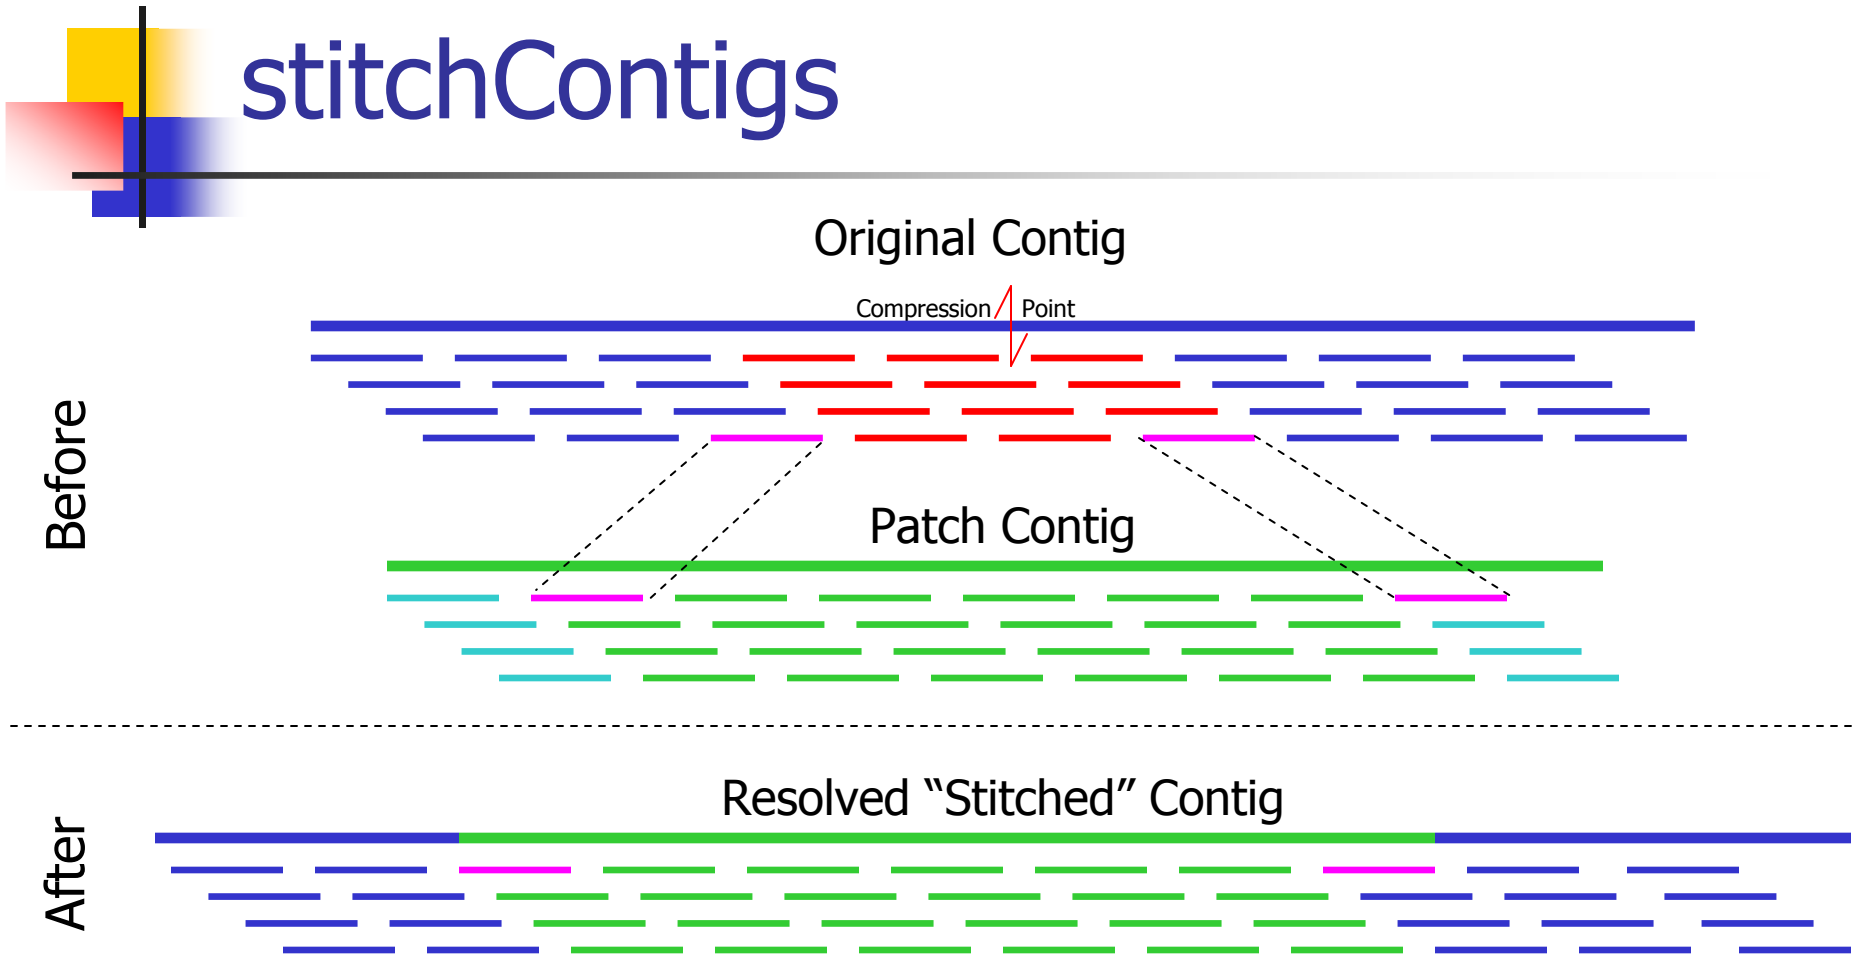 stitchContigs
Original Contig
Compression Point
Before
Patch Contig
Resolved “Stitched” Contig
After